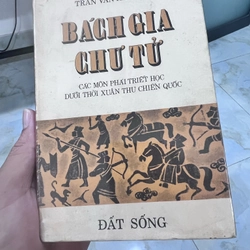 TRẦN VĂN
BÁCH GIA
CHƯ TỬ
CÁC MÔN PHÁI TRIẾT HỌC
DƯỚI THỜI XUÂN THU CHIẾN QUỐC
ĐẤT SỐNG